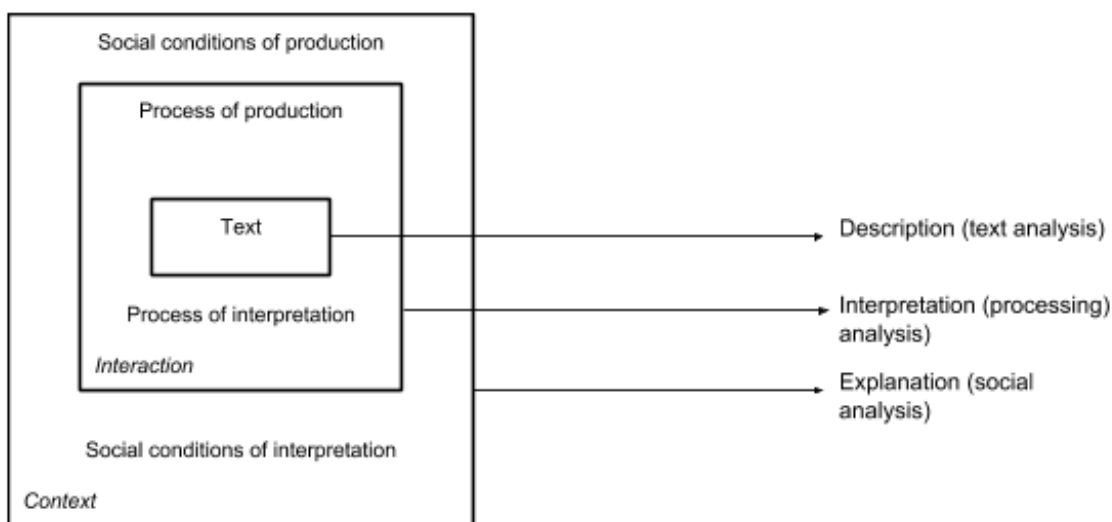 Social conditions of production
Process of production
Text
Process of interpretation
Interaction
Social conditions of interpretation
Context
Description (text analysis)
Interpretation (processing)
analysis)
Explanation (social
analysis)